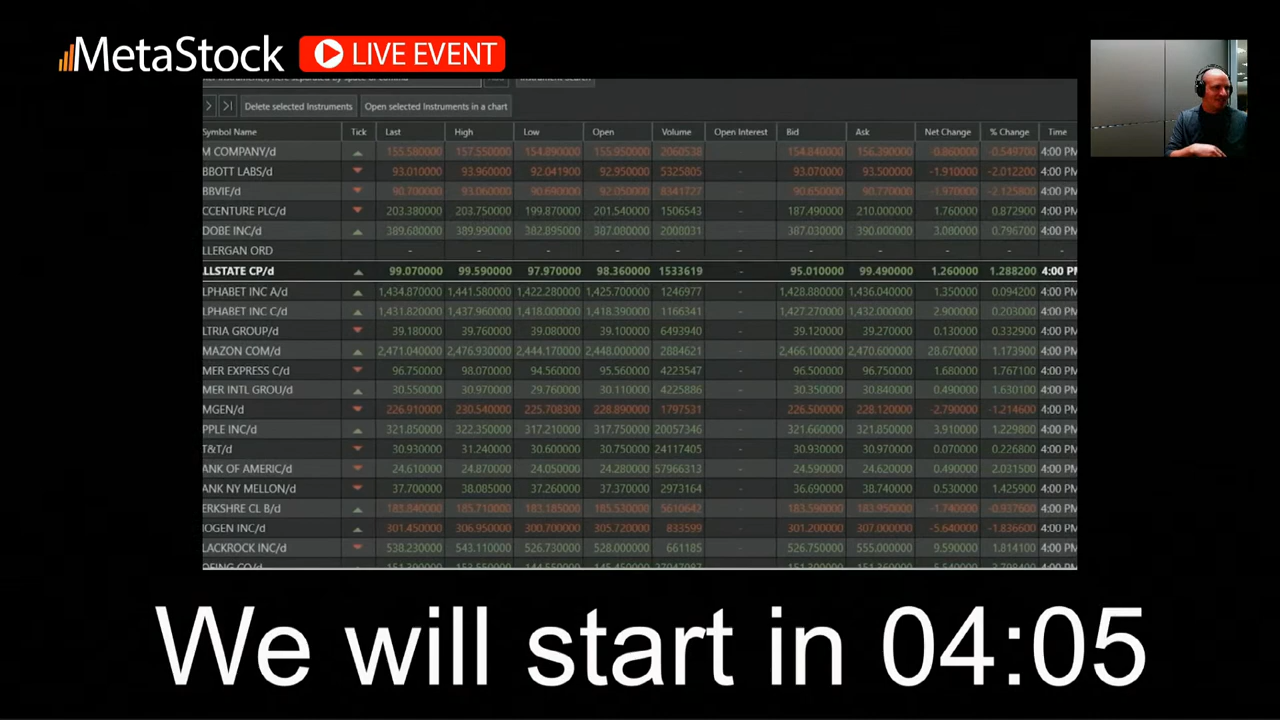 MetaStock LIVE EVENT
Delete selected Instruments Open selected Instruments in a chart
Symbol Name Tick Last High Low Open Volume Open Interest Bid Ask Net Change % Change Time
M COMPANY/d 155.580000 157.550000 154.890000 155.950000 2060538 154.840000 156.390000 -0.860000 -0.549700 4:00 PM
BBOTT LABS/d 93.010000 93.960000 92.041900 92.950000 5325805 - 93.070000 93.500000 -1.910000 -2.012200 4:00 PM
BBVIE/d 90.700000 93.060000 90.690000 92.050000 8341727 - 90.650000 90.770000 -1.970000 -2.125800 4:00 PM
CCENTURE PLC/d 203.380000 203.750000 199.870000 201.540000 1506543 - 187.490000 210.000000 1.760000 0.872900 4:00 PM
DOBE INC/d 389.680000 389.990000 382.895000 387.080000 2008031 - 387.030000 390.000000 3.080000 0.796700 4:00 PM
LLERGAN ORD - - - - - - - - - -
LLSTATE CP/d 99.070000 99.590000 97.970000 98.360000 1533619 - 95.010000 99.490000 1.260000 1.288200 4:00 PM
LPHABET INC A/d 1,434.870000 1,441.580000 1,422.280000 1,425.700000 1246977 - 1,428.880000 1,436.040000 1.350000 0.094200 4:00 PM
LPHABET INC C/d 1,431.820000 1,437.960000 1,418.000000 1,418.390000 1166341 - 1,427.270000 1,432.000000 2.900000 0.203000 4:00 PM
LTRIA GROUP/d 39.180000 39.760000 39.080000 39.100000 6493940 - 39.120000 39.270000 0.130000 0.332900 4:00 PM
MAZON COM/d 2,471.040000 2,476.930000 2,444.170000 2,448.000000 2884621 - 2,466.100000 2,470.600000 28.670000 1.173900 4:00 PM
MER EXPRESS C/d 96.750000 98.070000 94.560000 95.560000 4223547 - 96.500000 96.750000 1.680000 1.767100 4:00 PM
MER INTL GROU/d 30.550000 30.970000 29.760000 30.110000 4225886 - 30.350000 30.840000 0.490000 1.630100 4:00 PM
MGEN/d 226.910000 230.540000 225.708300 228.890000 1797531 - 226.500000 228.120000 -2.790000 -1.214600 4:00 PM
PPLE INC/d 321.850000 322.350000 317.210000 317.750000 20057346 - 321.660000 321.850000 3.910000 1.229800 4:00 PM
T&T/d 30.930000 31.240000 30.600000 30.750000 24117405 - 30.930000 30.970000 0.070000 0.226800 4:00 PM
ANK OF AMERIC/d 24.610000 24.870000 24.050000 24.280000 57966313 - 24.590000 24.620000 0.490000 2.031500 4:00 PM
ANK NY MELLON/d 37.700000 38.085000 37.260000 37.370000 2973164 - 36.690000 38.740000 0.530000 1.425900 4:00 PM
ERKSHRE CL B/d 183.840000 185.710000 183.185000 185.530000 5610642 - 183.590000 183.950000 -1.740000 -0.937600 4:00 PM
IOGEN INC/d 301.450000 306.950000 300.700000 305.720000 833599 - 301.200000 307.000000 -5.640000 -1.836600 4:00 PM
LACKROCK INC/d 538.230000 543.110000 526.730000 528.000000 661185 - 526.750000 555.000000 9.590000 1.814100 4:00 PM
We will start in 04:05